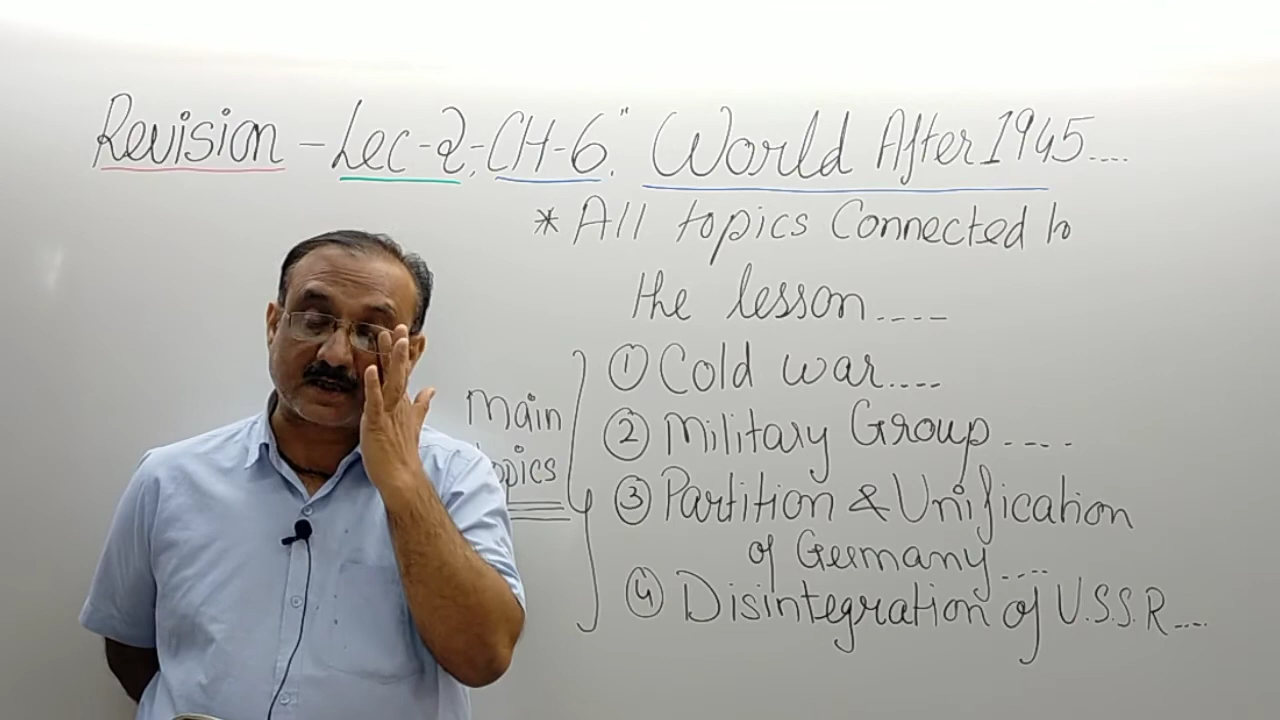 Revision - Lec-2, CH-6. " World After 1945....
* All topics Connected to
the lesson ....
Main
topics
① Cold war....
② Military Group ....
③ Partition & Unification
of Germany ....
④ Disintegration of U.S.S.R....